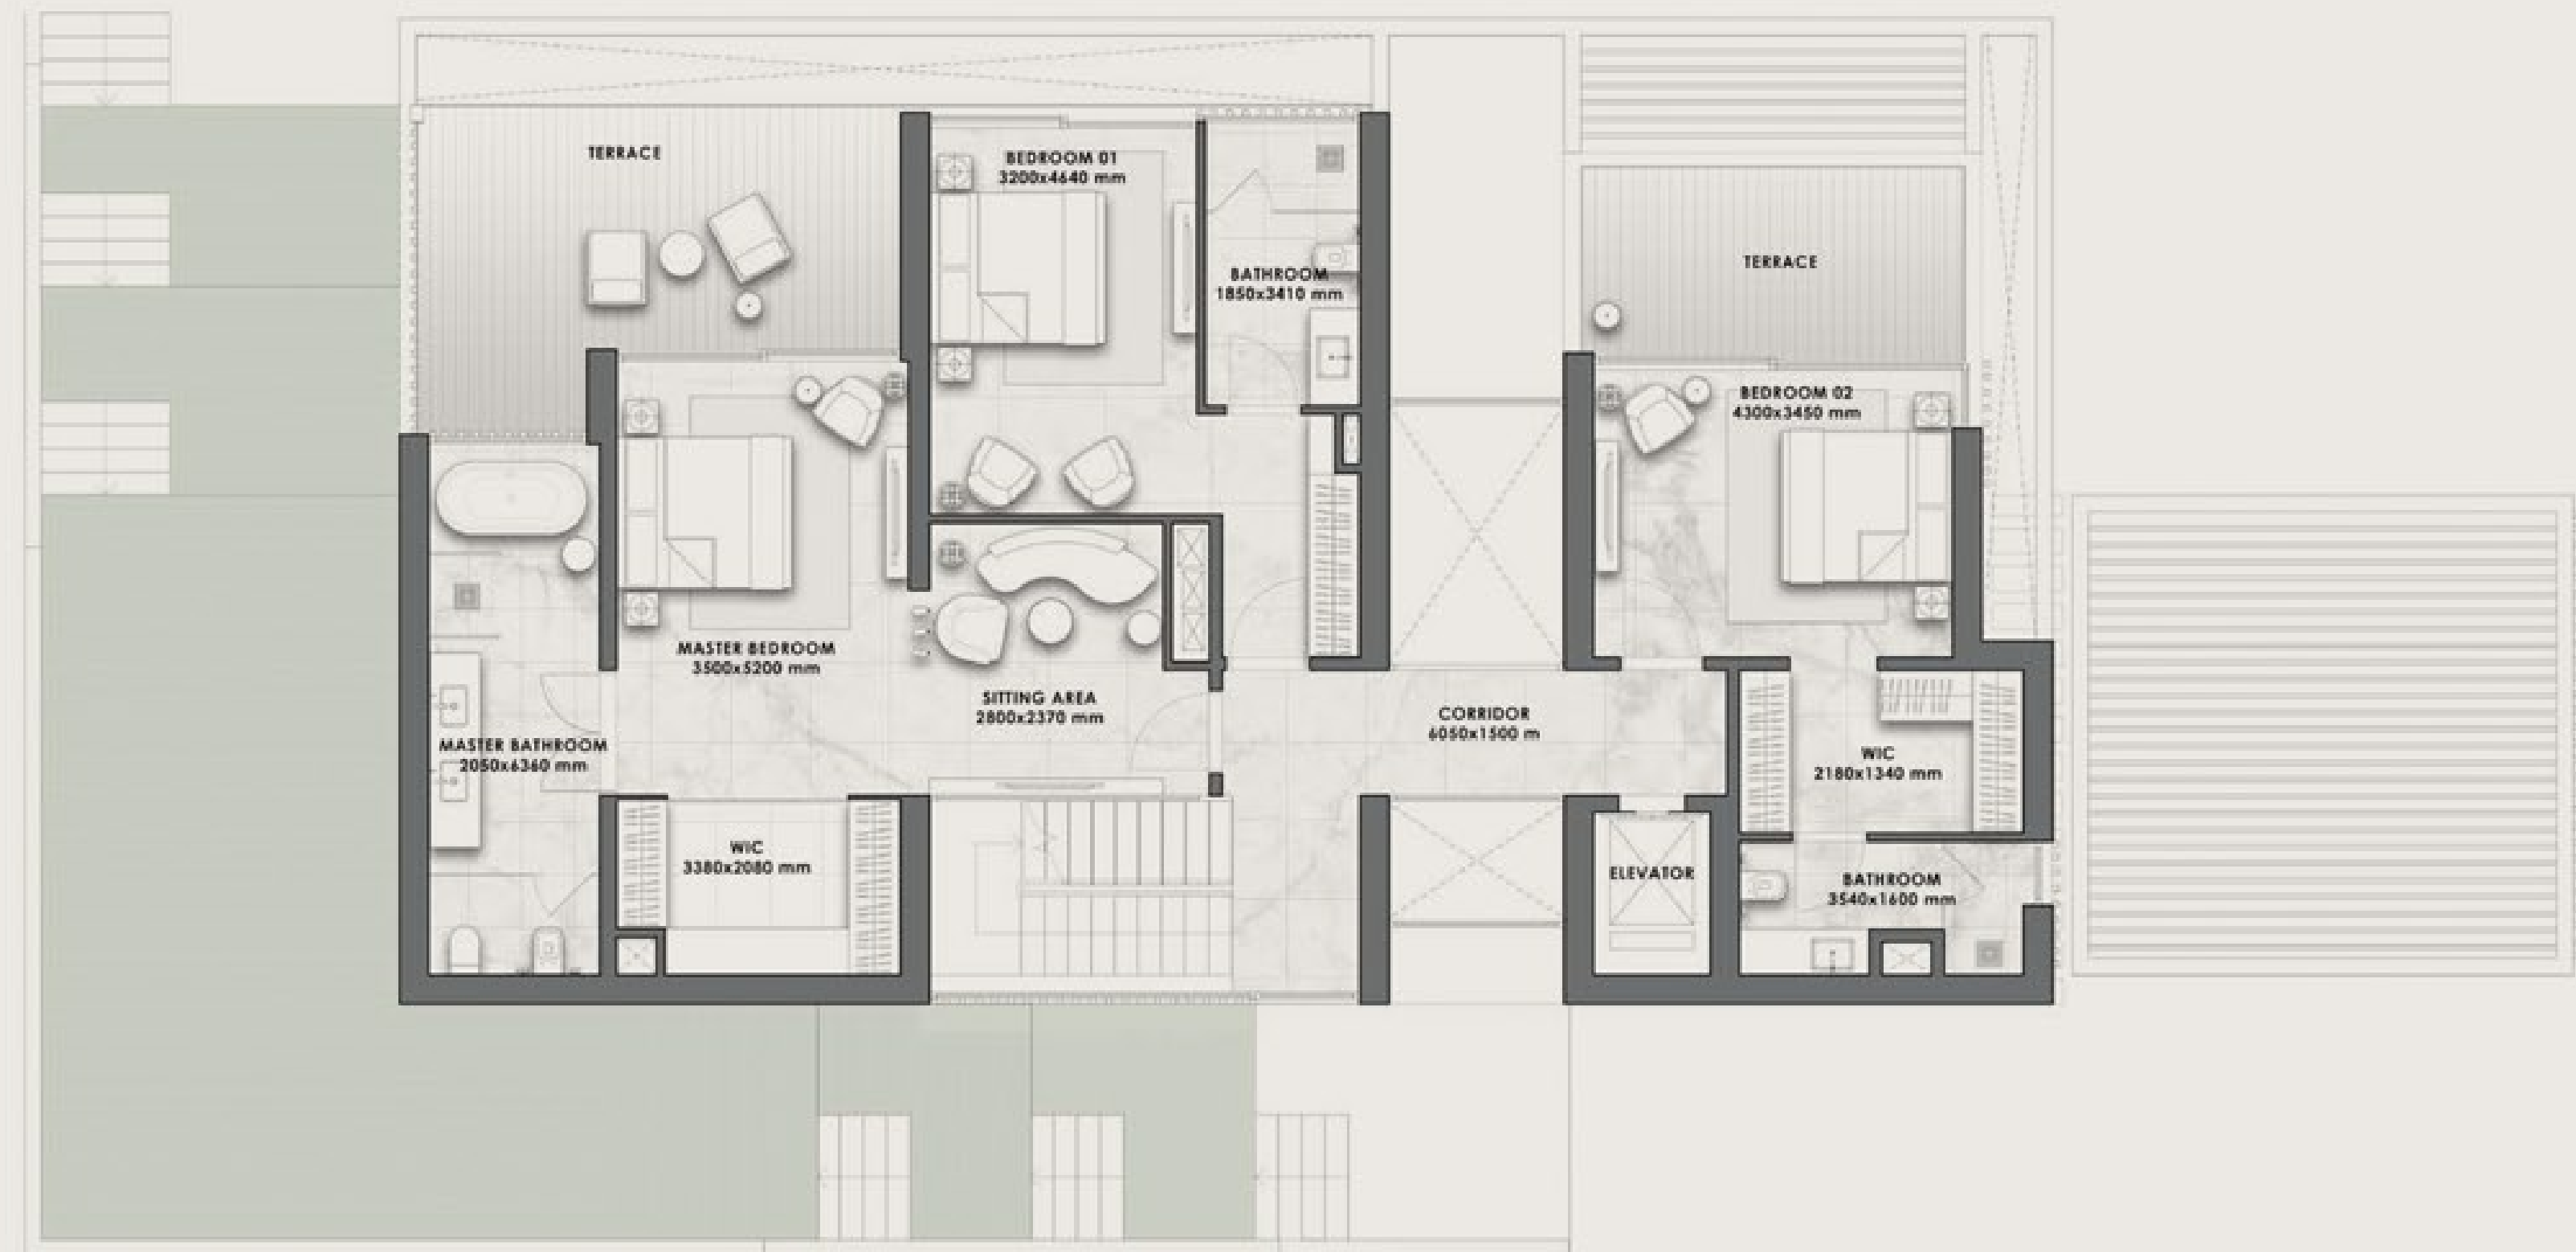 TERRACE
BEDROOM 01
3200x4640 mm
BATHROOM
1850x3410 mm
TERRACE
BEDROOM 02
4300x3450 mm
MASTER BEDROOM
3500x5200 mm
SITTING AREA
2800x2370 mm
CORRIDOR
6050x1500 m
MASTER BATHROOM
2050x6360 mm
WIC
2180x1340 mm
WIC
3380x2080 mm
ELEVATOR
BATHROOM
3540x1600 mm